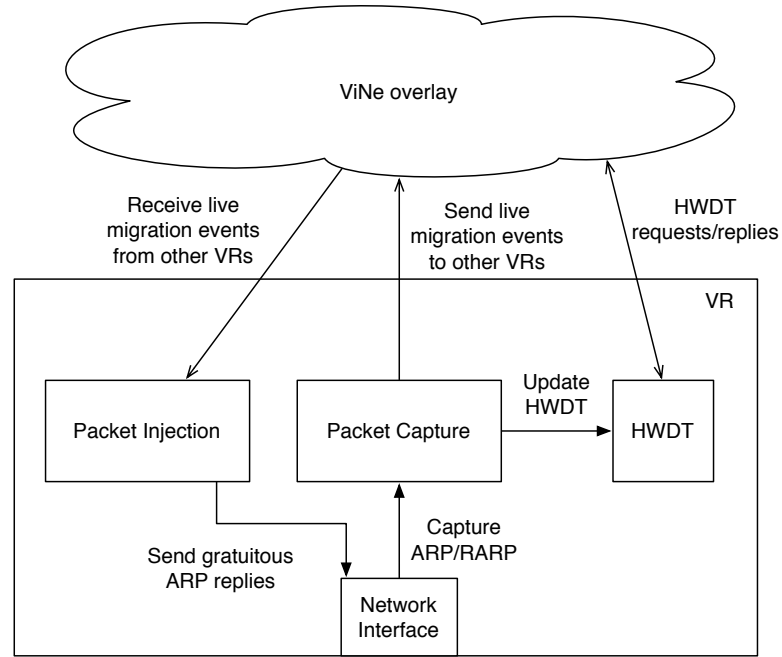 ViNe overlay
Receive live
migration events
from other VRs
Send live
migration events
to other VRs
HWDT
requests/replies
VR
Packet Injection
Packet Capture
Update
HWDT
HWDT
Send gratuitous
ARP replies
Capture
ARP/RARP
Network
Interface